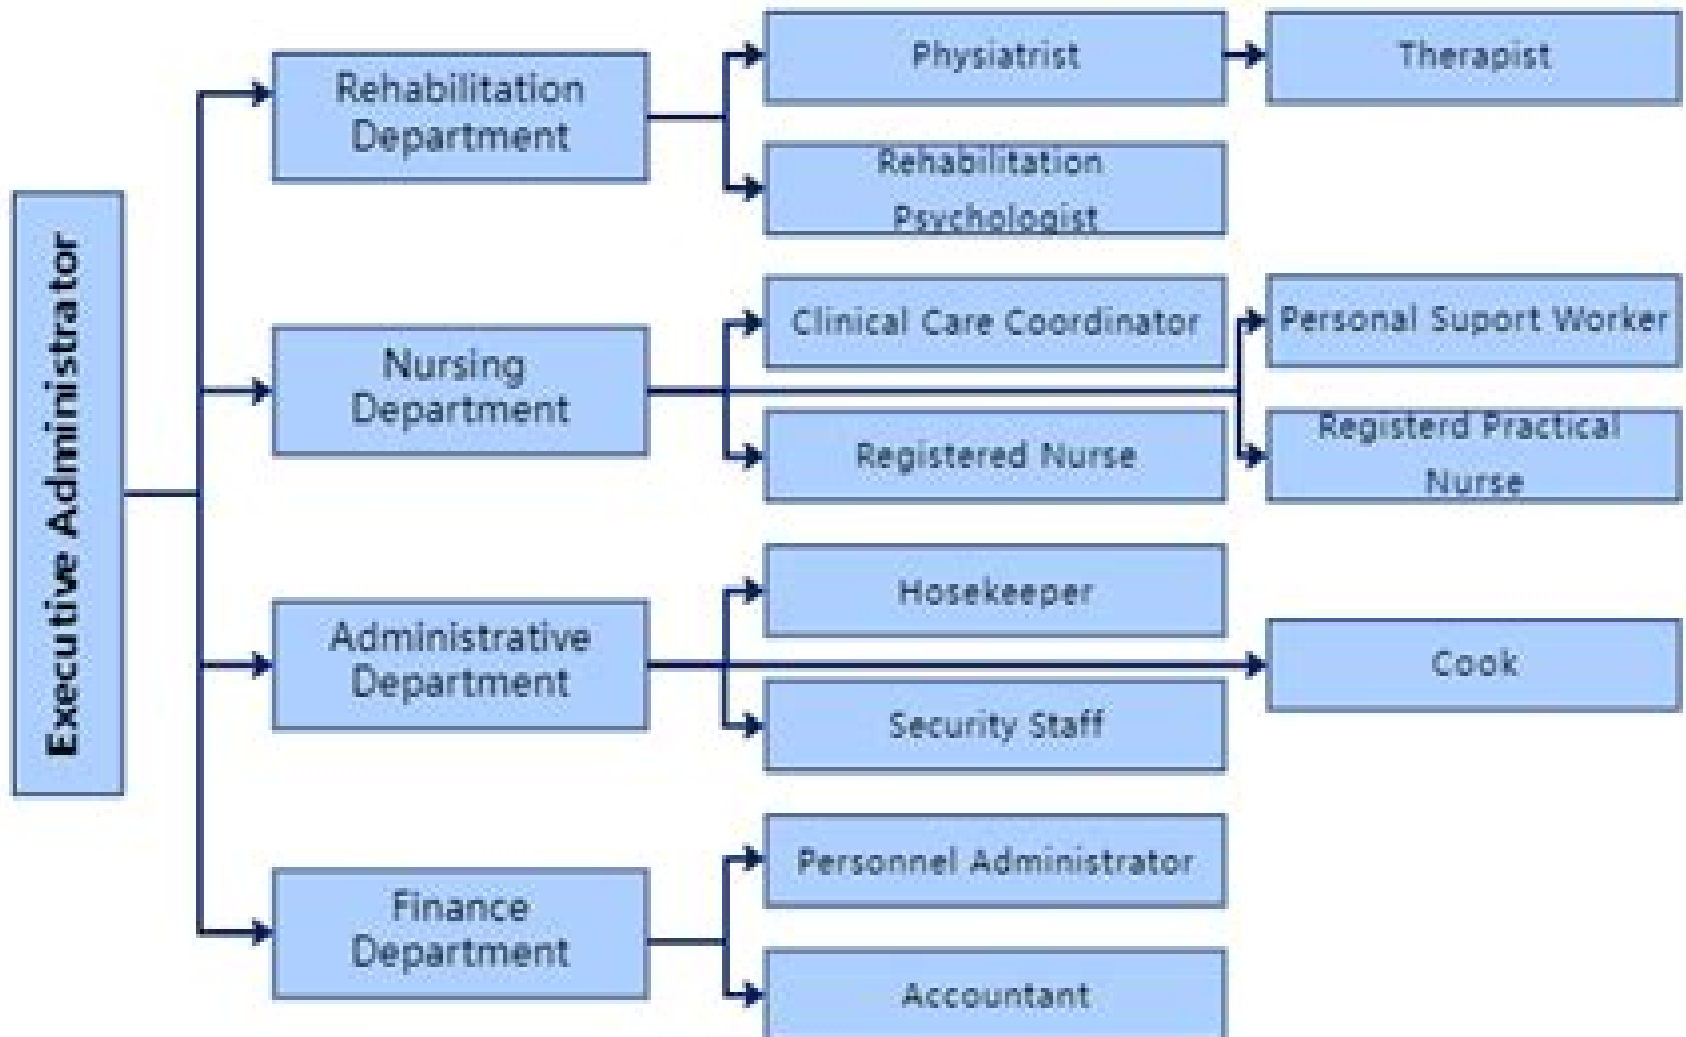 Executive Administrator
Rehabilitation
Department
Physiatrist
Therapist
Rehabilitation
Psychologist
Nursing
Department
Clinical Care Coordinator
Personal Suport Worker
Registered Nurse
Registerd Practical
Nurse
Administrative
Department
Hosekeeper
Cook
Security Staff
Finance
Department
Personnel Administrator
Accountant